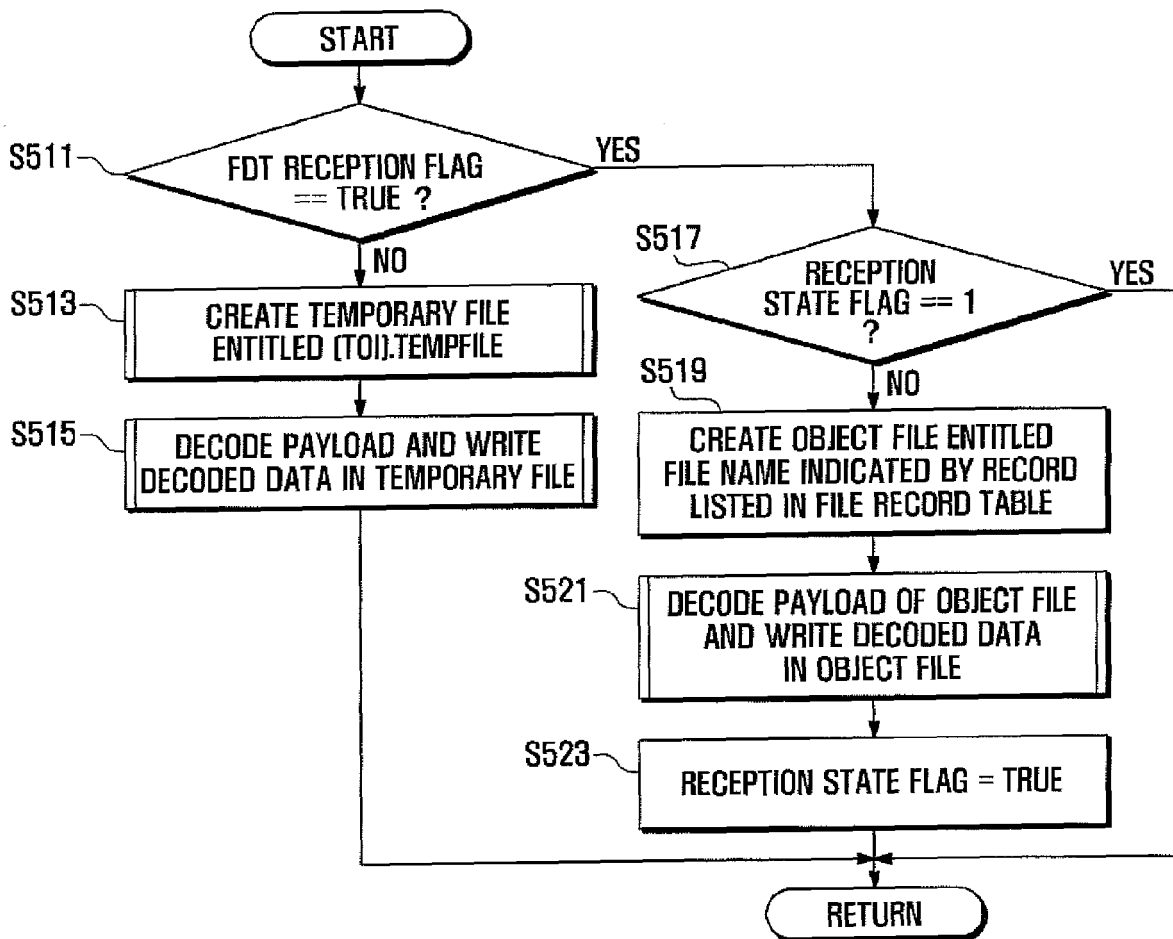 START
S511
FDT RECEPTION FLAG
== TRUE ?
YES
NO
S513
CREATE TEMPORARY FILE
ENTITLED (TOI).TEMPFILE
S515
DECODE PAYLOAD AND WRITE
DECODED DATA IN TEMPORARY FILE
S517
RECEPTION
STATE FLAG == 1
?
YES
NO
S519
CREATE OBJECT FILE ENTITLED
FILE NAME INDICATED BY RECORD
LISTED IN FILE RECORD TABLE
S521
DECODE PAYLOAD OF OBJECT FILE
AND WRITE DECODED DATA
IN OBJECT FILE
S523
RECEPTION STATE FLAG = TRUE
RETURN